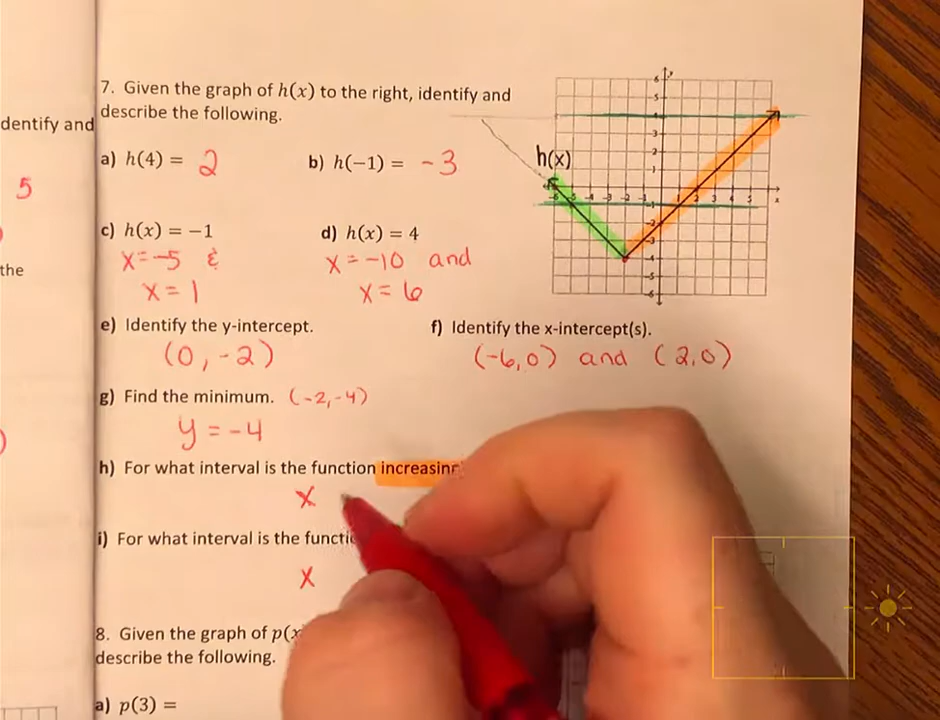 7. Given the graph of h(x) to the right, identify and
describe the following.
dentify and
a) h(4) = 2
b) h(−1) = -3
5
h(x)
c) h(x) = −1
x=-5 &
x = 1
d) h(x) = 4
x = -10 and
x = 6
the
e) Identify the y-intercept.
(0, -2)
f) Identify the x-intercept(s).
(-6,0) and (2,0)
g) Find the minimum. (-2,-4)
y = -4
h) For what interval is the function increasing
x
i) For what interval is the functi
x
8. Given the graph of p(x
describe the following.
a) p(3) =